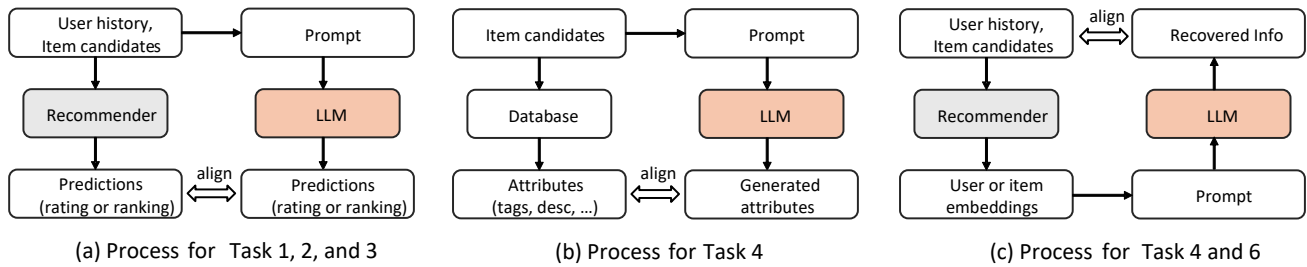 User history,
Item candidates
Prompt
Recommender
LLM
Predictions
(rating or ranking)
align
Predictions
(rating or ranking)
(a) Process for Task 1, 2, and 3
Item candidates
Prompt
Database
LLM
Attributes
(tags, desc, …)
align
Generated
attributes
(b) Process for Task 4
User history,
Item candidates
align
Recovered Info
Recommender
LLM
User or item
embeddings
Prompt
(c) Process for Task 4 and 6